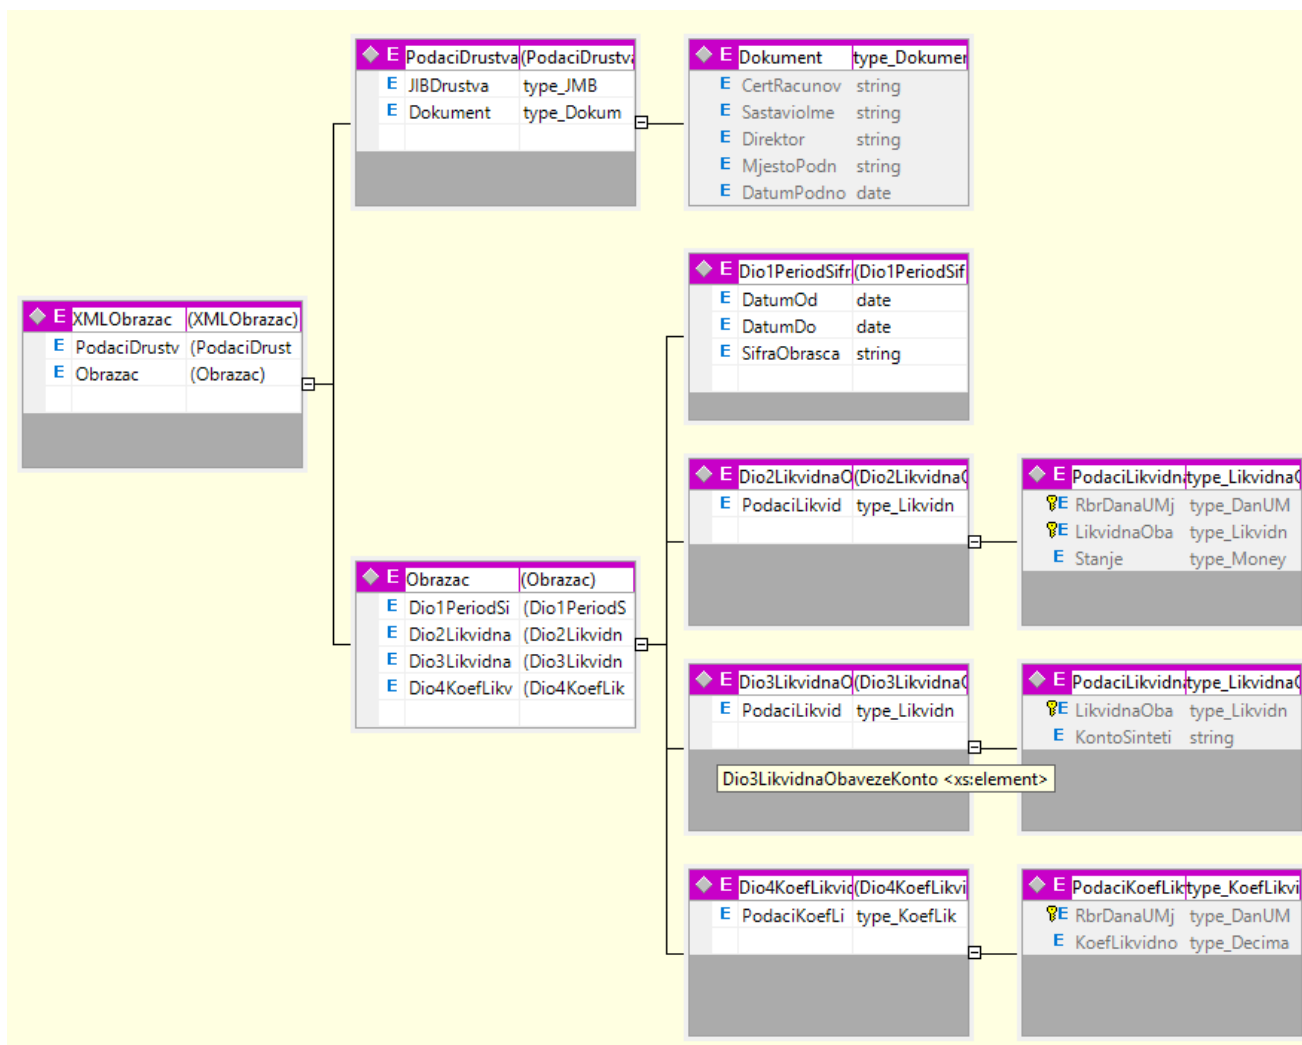 E PodaciDrustva (PodaciDrustv
E JIBDrustva type_JMB
E Dokument type_Dokum
E Dokument type_Dokumen
E CertRacunov string
E SastavioIme string
E Direktor string
E MjestoPodn string
E DatumPodno date
E Dio1PeriodSifr (Dio1PeriodSif
E DatumOd date
E DatumDo date
E SifraObrasca string
E XMLObrazac (XMLObrazac)
E PodaciDrustv (PodaciDrust
E Obrazac (Obrazac)
E Dio2LikvidnaO (Dio2LikvidnaO
E PodaciLikvid type_Likvidn
E PodaciLikvidn type_LikvidnaO
E RbrDanaUMj type_DanUM
E LikvidnaOba type_Likvidn
E Stanje type_Money
E Obrazac (Obrazac)
E Dio1PeriodSi (Dio1PeriodS
E Dio2Likvidna (Dio2Likvidn
E Dio3Likvidna (Dio3Likvidn
E Dio4KoefLikv (Dio4KoefLik
E Dio3LikvidnaO (Dio3LikvidnaO
E PodaciLikvid type_Likvidn
Dio3LikvidnaObavezeKonto <xs:element>
E PodaciLikvidn type_LikvidnaO
E LikvidnaOba type_Likvidn
E KontoSinteti string
E Dio4KoefLikvid (Dio4KoefLikvi
E PodaciKoefLi type_KoefLik
E PodaciKoefLik type_KoefLikvi
E RbrDanaUMj type_DanUM
E KoefLikvidno type_Decima